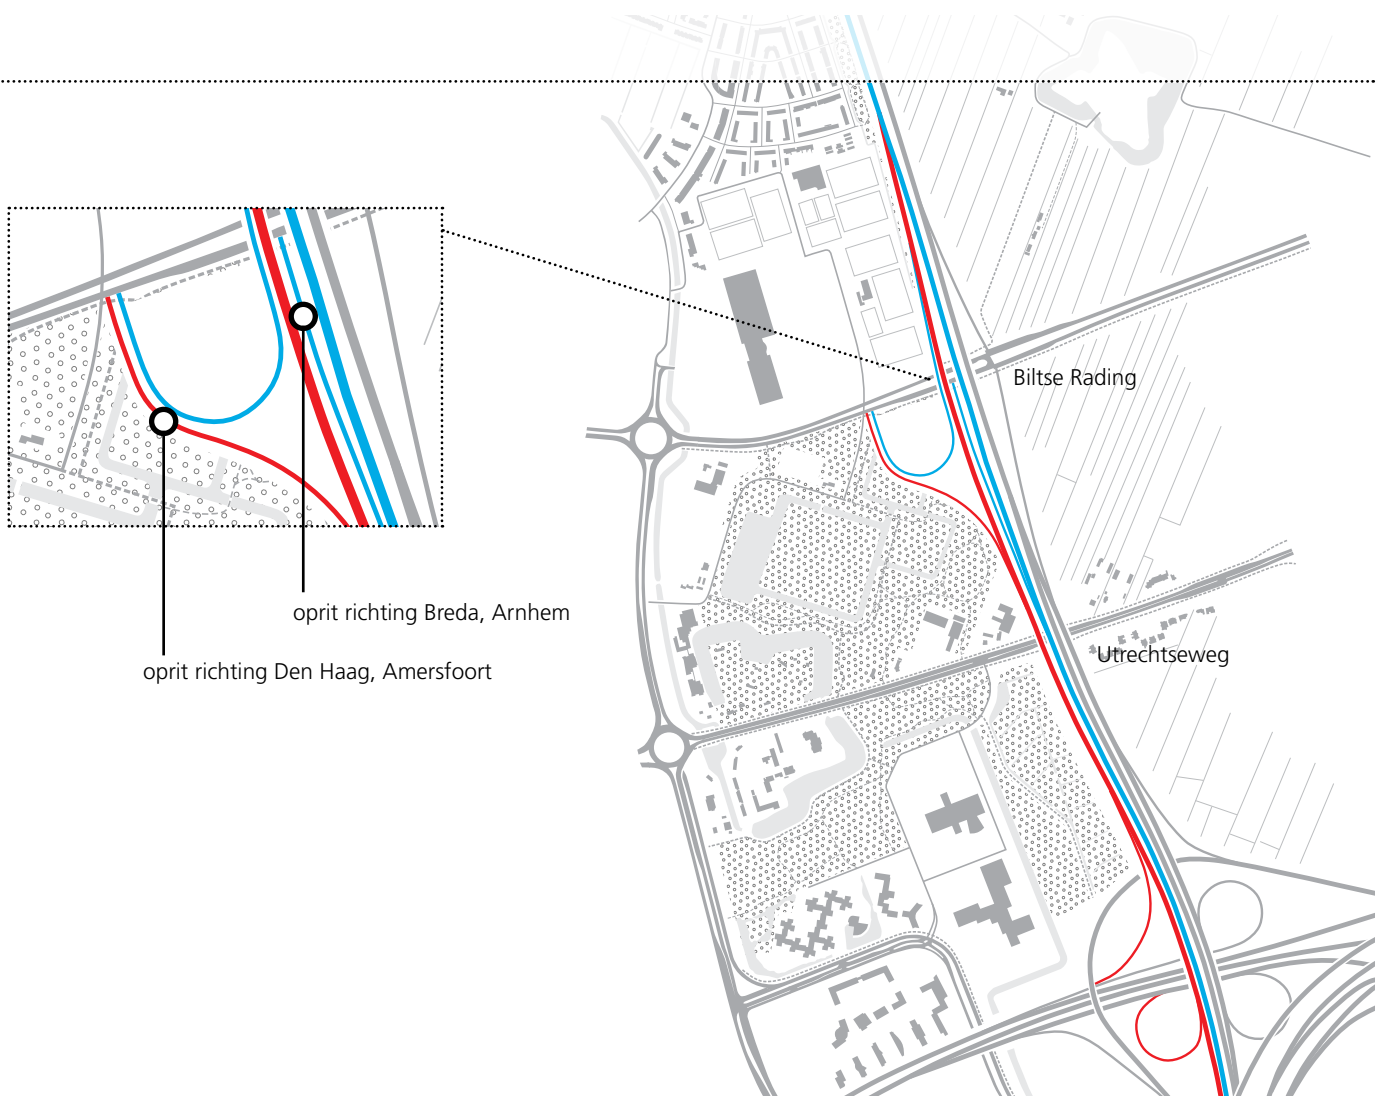 Biltse Rading
oprit richting Breda, Arnhem
Utrechtseweg
oprit richting Den Haag, Amersfoort